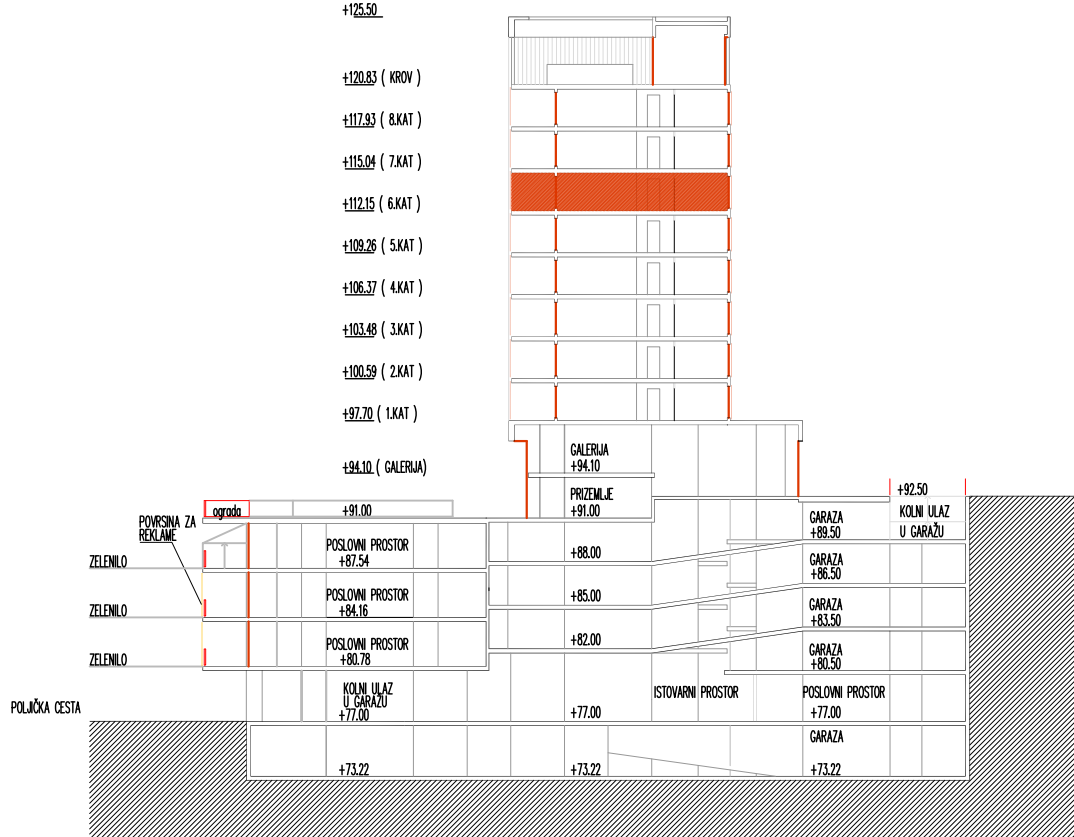 +125.50
+120.83 ( KROV )
+117.93 ( 8.KAT )
+115.04 ( 7.KAT )
+112.15 ( 6.KAT )
+109.26 ( 5.KAT )
+106.37 ( 4.KAT )
+103.48 ( 3.KAT )
+100.59 ( 2.KAT )
+97.70 ( 1.KAT )
+94.10 ( GALERIJA)
GALERIJA
+94.10
PRIZEMLJE
+91.00
+92.50
KOLNI ULAZ
U GARAŽU
ograda
+91.00
POVRSINA ZA
REKLAME
ZELENILO
ZELENILO
ZELENILO
POSLOVNI PROSTOR
+87.54
POSLOVNI PROSTOR
+84.16
POSLOVNI PROSTOR
+80.78
+88.00
+85.00
+82.00
GARAZA
+89.50
GARAZA
+86.50
GARAZA
+83.50
GARAZA
+80.50
POLJIČKA CESTA
KOLNI ULAZ
U GARAŽU
+77.00
+77.00
ISTOVARNI PROSTOR
POSLOVNI PROSTOR
+77.00
GARAZA
+73.22
+73.22
+73.22